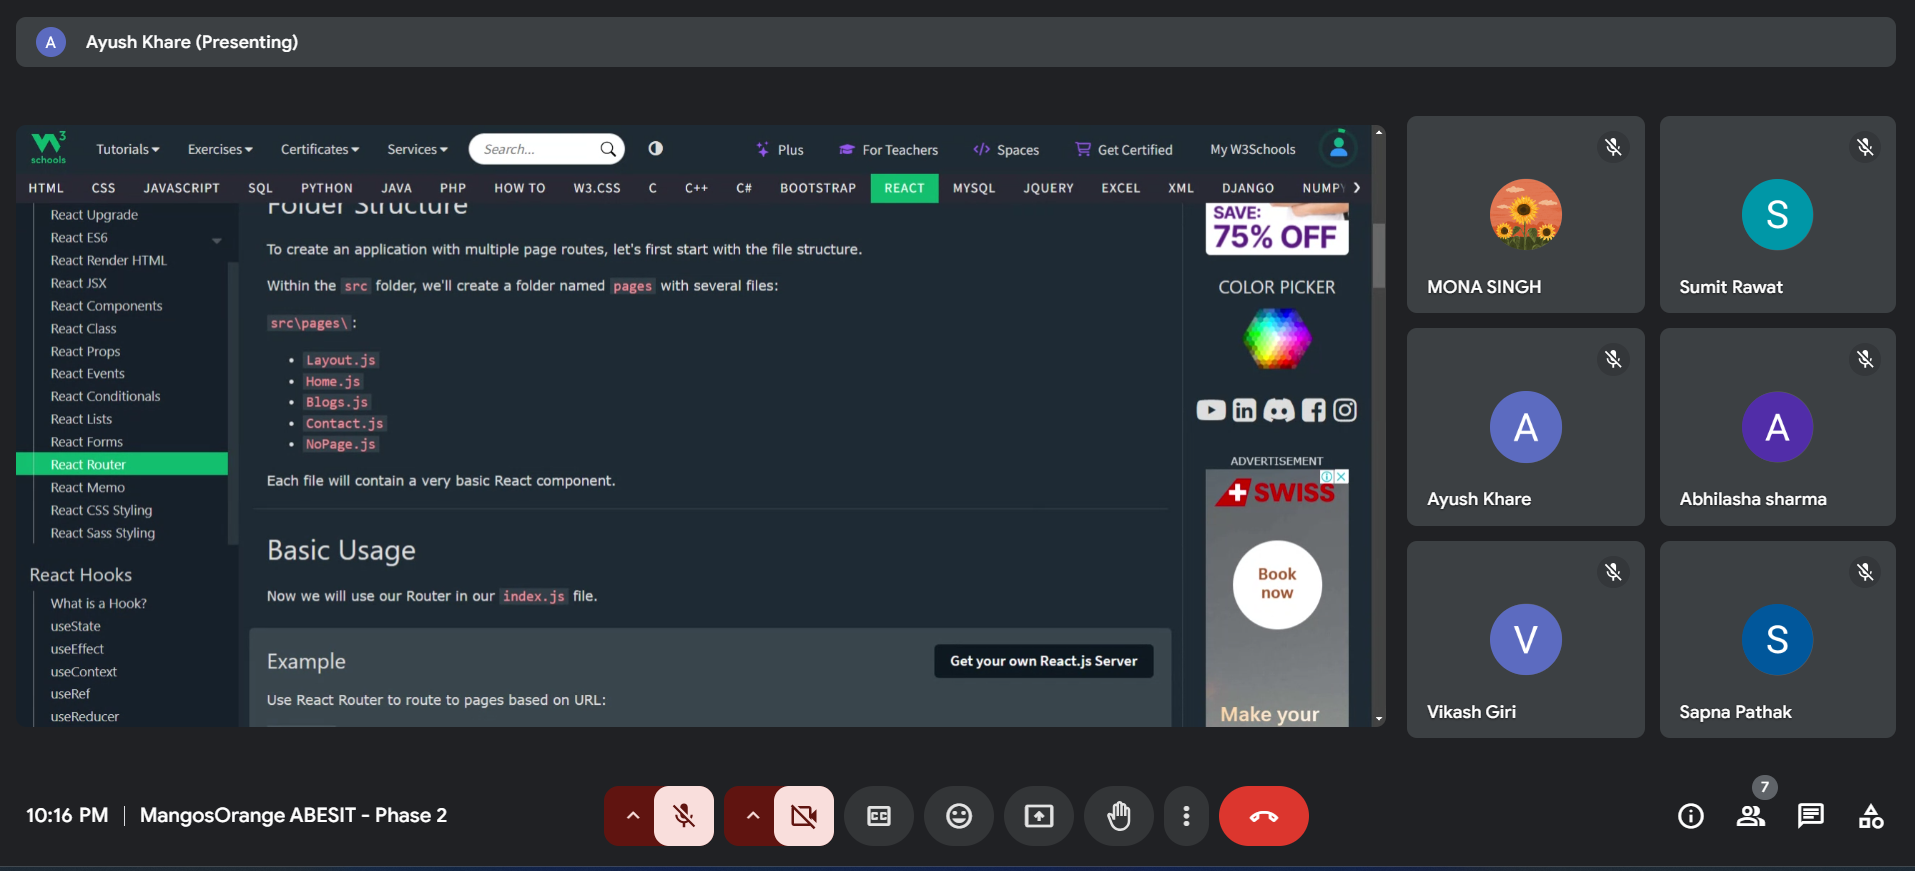 A Ayush Khare (Presenting)
W3 schools
Tutorials Exercises Certificates Services Search... Plus For Teachers Spaces Get Certified My W3Schools
HTML CSS JAVASCRIPT SQL PYTHON JAVA PHP HOW TO W3.CSS C C++ C# BOOTSTRAP REACT MYSQL JQUERY EXCEL XML DJANGO NUMPY
React Upgrade
React ES6
React Render HTML
React JSX
React Components
React Class
React Props
React Events
React Conditionals
React Lists
React Forms
React Router
React Memo
React CSS Styling
React Sass Styling
React Hooks
What is a Hook?
useState
useEffect
useContext
useRef
useReducer
Folder Structure
To create an application with multiple page routes, let's first start with the file structure.
Within the src folder, we'll create a folder named pages with several files:
src\pages\:
• Layout.js
• Home.js
• Blogs.js
• Contact.js
• NoPage.js
Each file will contain a very basic React component.
Basic Usage
Now we will use our Router in our index.js file.
Example
Get your own React.js Server
Use React Router to route to pages based on URL:
SAVE:
75% OFF
COLOR PICKER
ADVERTISEMENT
SWISS
Book
now
Make your
MONA SINGH
S
Sumit Rawat
A
Ayush Khare
A
Abhilasha sharma
V
Vikash Giri
S
Sapna Pathak
10:16 PM | MangosOrange ABESIT - Phase 2
CC
7